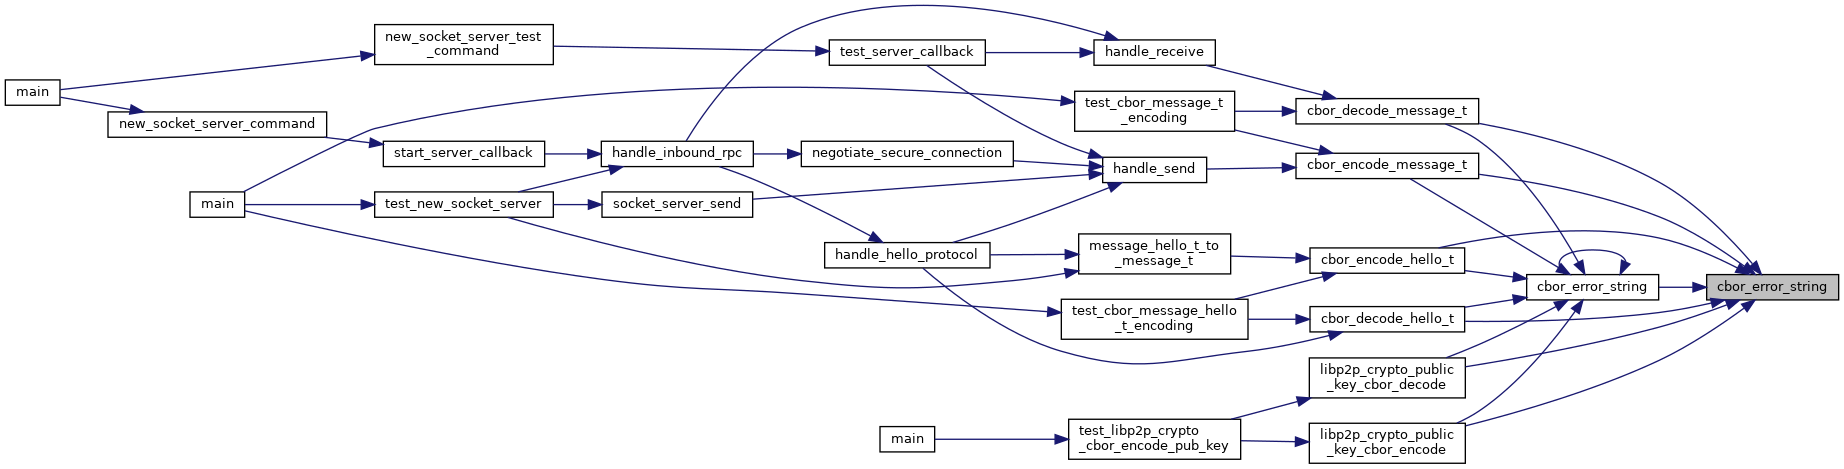 main
new_socket_server_test
_command
new_socket_server_command
main
start_server_callback
test_new_socket_server
handle_inbound_rpc
socket_server_send
test_server_callback
negotiate_secure_connection
handle_hello_protocol
main
handle_receive
test_cbor_message_t
_encoding
handle_send
message_hello_t_to
_message_t
test_cbor_message_hello
_t_encoding
test_libp2p_crypto
_cbor_encode_pub_key
cbor_decode_message_t
cbor_encode_message_t
cbor_encode_hello_t
cbor_decode_hello_t
libp2p_crypto_public
_key_cbor_decode
libp2p_crypto_public
_key_cbor_encode
cbor_error_string
cbor_error_string